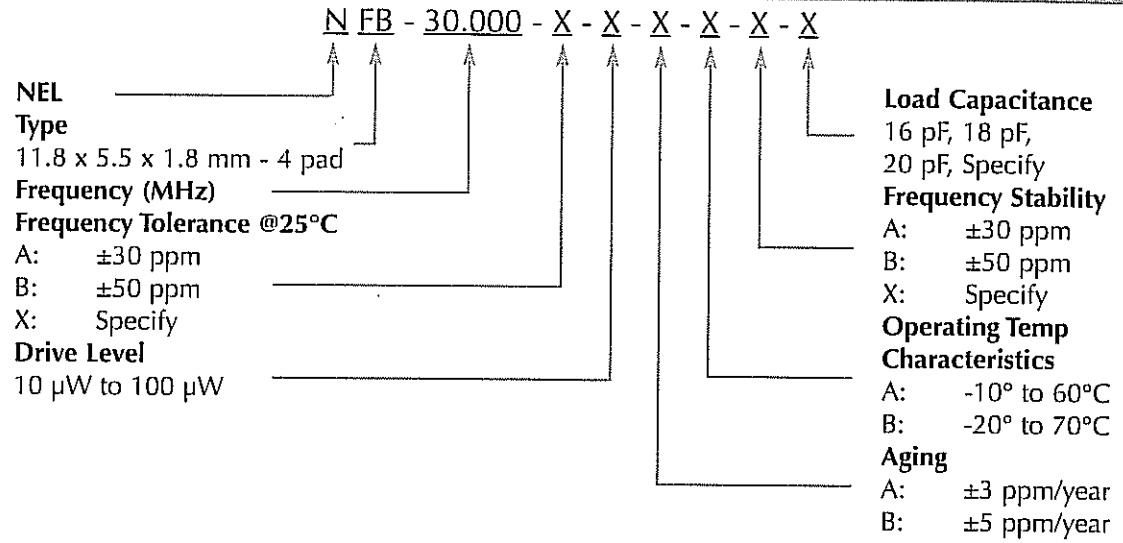 N FB - 30.000 - X - X - X - X - X - X
NEL
Type
11.8 x 5.5 x 1.8 mm - 4 pad
Frequency (MHz)
Frequency Tolerance @25°C
A: ±30 ppm
B: ±50 ppm
X: Specify
Drive Level
10 µW to 100 µW
Load Capacitance
16 pF, 18 pF,
20 pF, Specify
Frequency Stability
A: ±30 ppm
B: ±50 ppm
X: Specify
Operating Temp
Characteristics
A: -10° to 60°C
B: -20° to 70°C
Aging
A: ±3 ppm/year
B: ±5 ppm/year